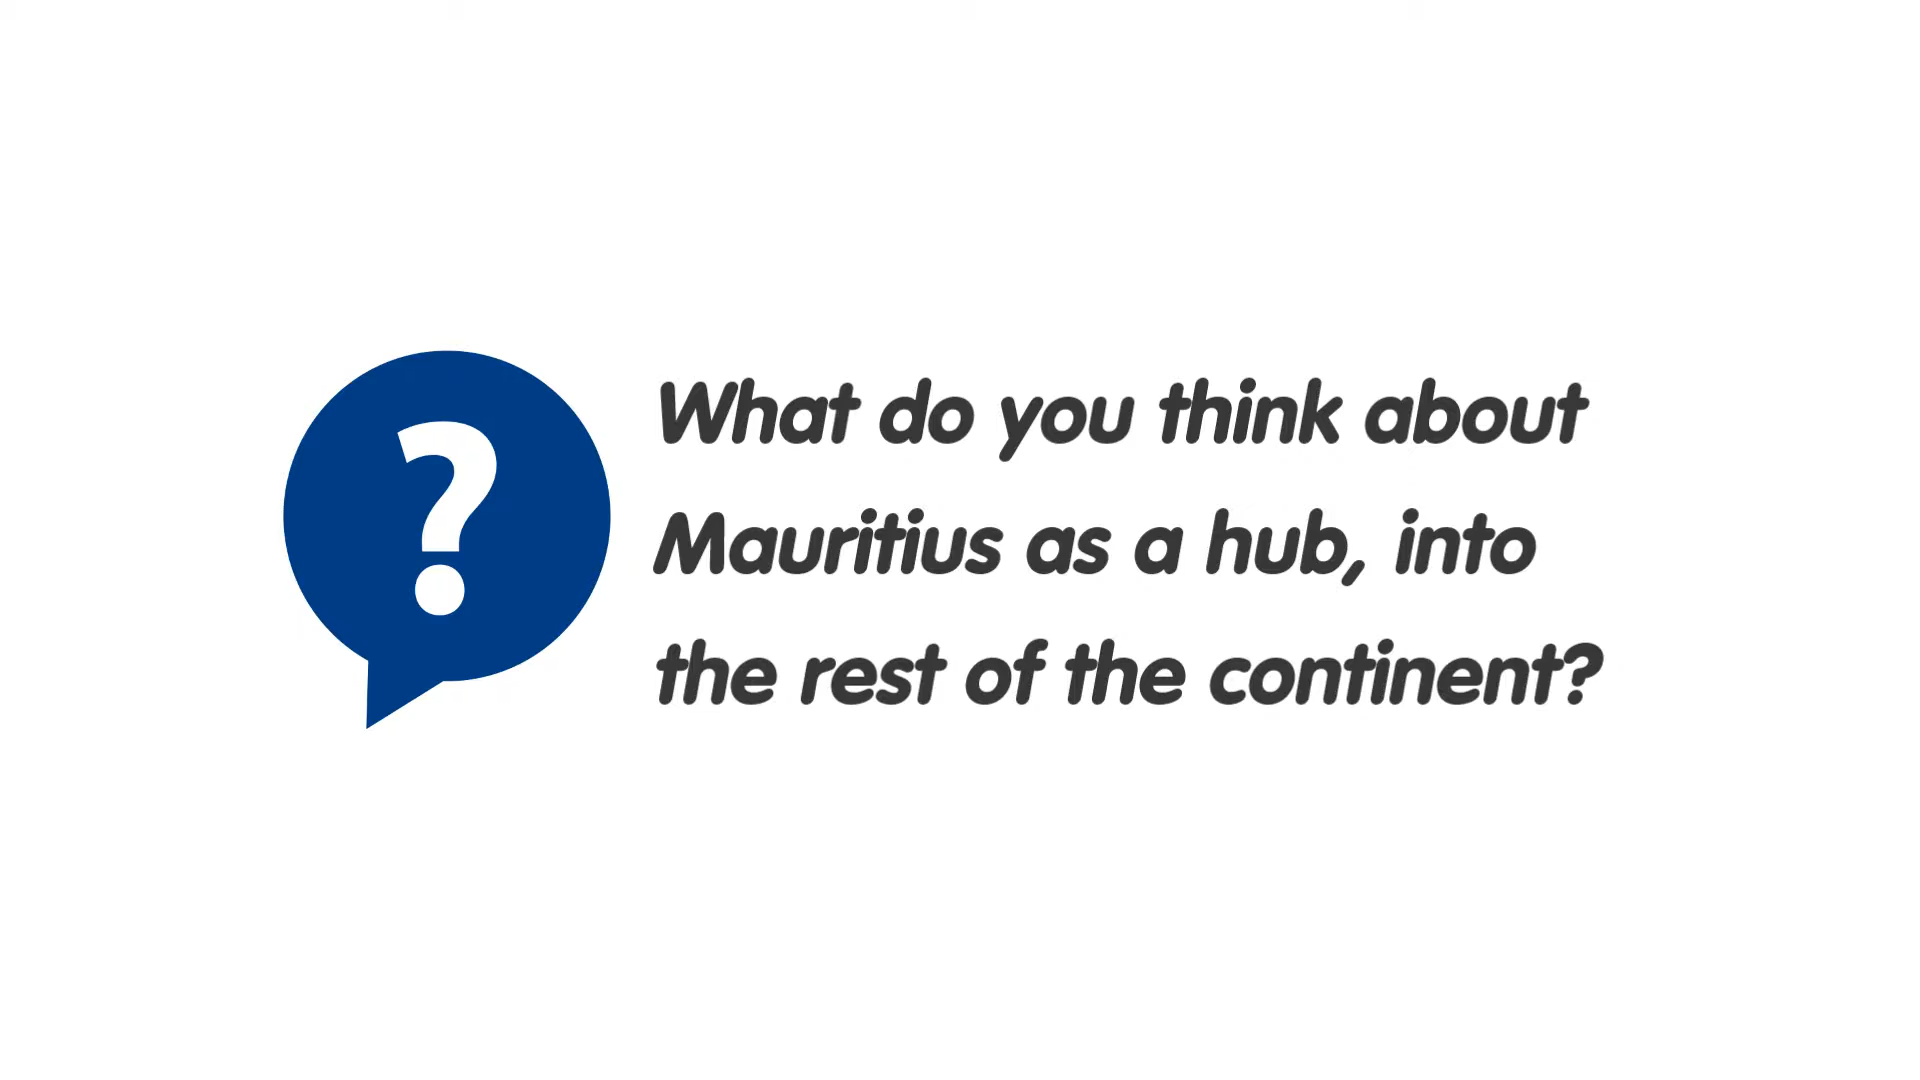 ?
What do you think about
Mauritius as a hub, into
the rest of the continent?